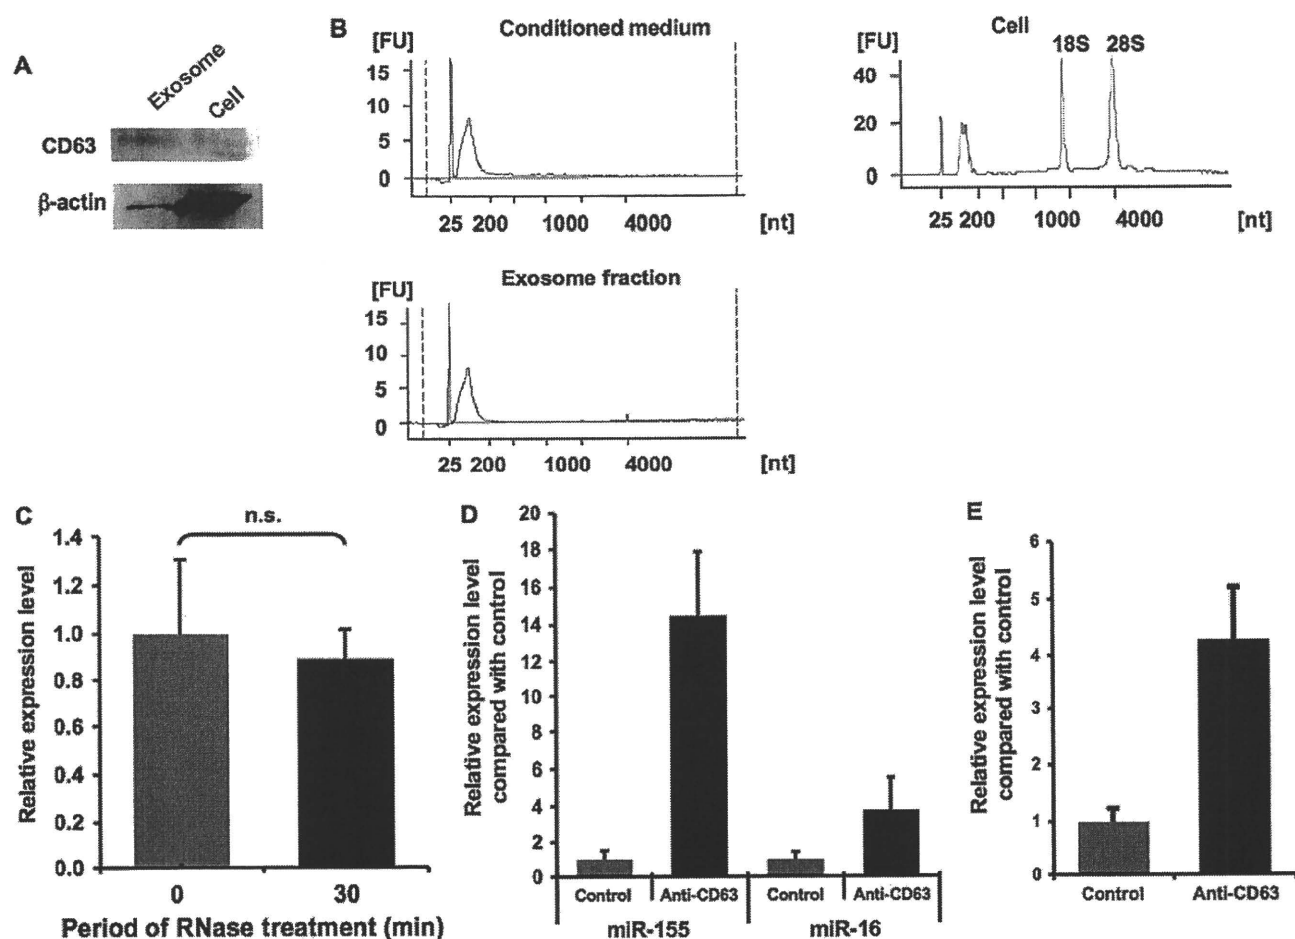 A
Exosome
Cell
CD63
β-actin
B
Conditioned medium
[FU]
15
10
5
0
25 200 1000 4000 [nt]
Cell
[FU]
18S 28S
40
20
0
25 200 1000 4000 [nt]
Exosome fraction
[FU]
15
10
5
0
25 200 1000 4000 [nt]
C
n.s.
Relative expression level
1.4
1.2
1.0
0.8
0.6
0.4
0.2
0.0
0 30
Period of RNase treatment (min)
D
Relative expression level
compared with control
20
18
16
14
12
10
8
6
4
2
0
Control Anti-CD63 Control Anti-CD63
miR-155 miR-16
E
Relative expression level
compared with control
6
5
4
3
2
1
0
Control Anti-CD63